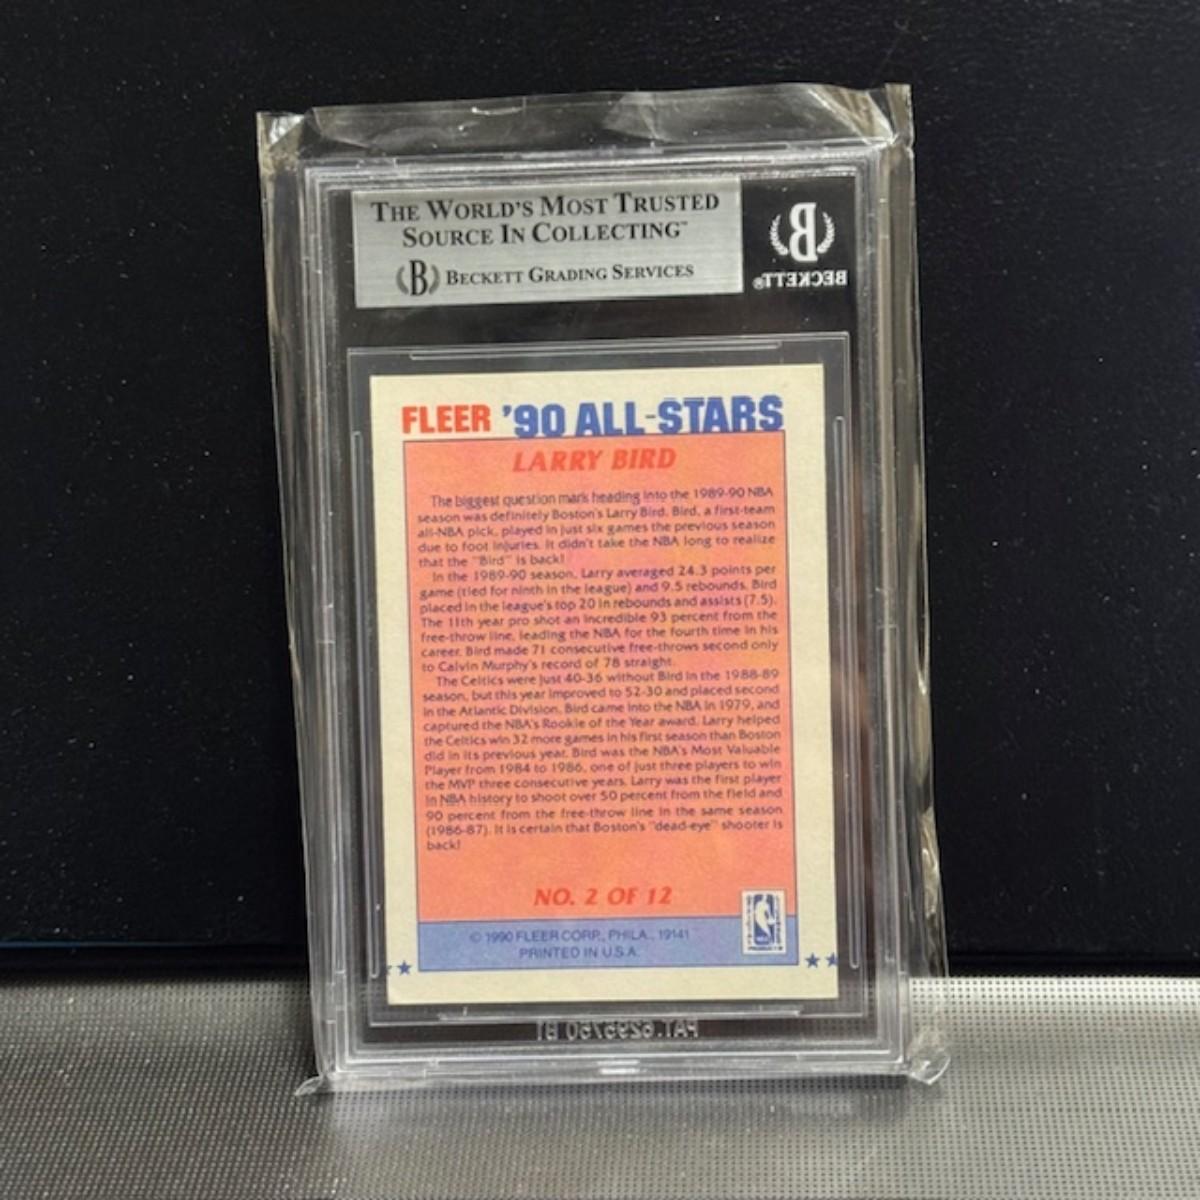 THE WORLD'S MOST TRUSTED
SOURCE IN COLLECTING™
B BECKETT GRADING SERVICES
B
BECKETT®
FLEER '90 ALL-STARS
LARRY BIRD
The biggest question mark heading into the 1989-90 NBA
season was definitely Boston's Larry Bird. Bird, a first-team
all-NBA pick, played in just six games the previous season
due to foot injuries. It didn't take the NBA long to realize
that the "Bird" is back!
In the 1989-90 season, Larry averaged 24.3 points per
game (tied for ninth in the league) and 9.5 rebounds. Bird
placed in the league's top 20 in rebounds and assists (7.5).
The 11th year pro shot an incredible 93 percent from the
free-throw line, leading the NBA for the fourth time in his
career. Bird made 71 consecutive free-throws second only
to Calvin Murphy's record of 78 straight.
The Celtics were just 40-36 without Bird in the 1988-89
season, but this year improved to 52-30 and placed second
in the Atlantic Division. Bird came into the NBA in 1979, and
captured the NBA's Rookie of the Year award. Larry helped
the Celtics win 32 more games in his first season than Boston
did in its previous year. Bird was the NBA's Most Valuable
Player from 1984 to 1986, one of just three players to win
the MVP three consecutive years. Larry was the first player
in NBA history to shoot over 50 percent from the field and
90 percent from the free-throw line in the same season
(1986-87). It is certain that Boston's "dead-eye" shooter is
back!
NO. 2 OF 12
© 1990 FLEER CORP., PHILA., 19141
PRINTED IN U.S.A.
PAT. 6295750 B1